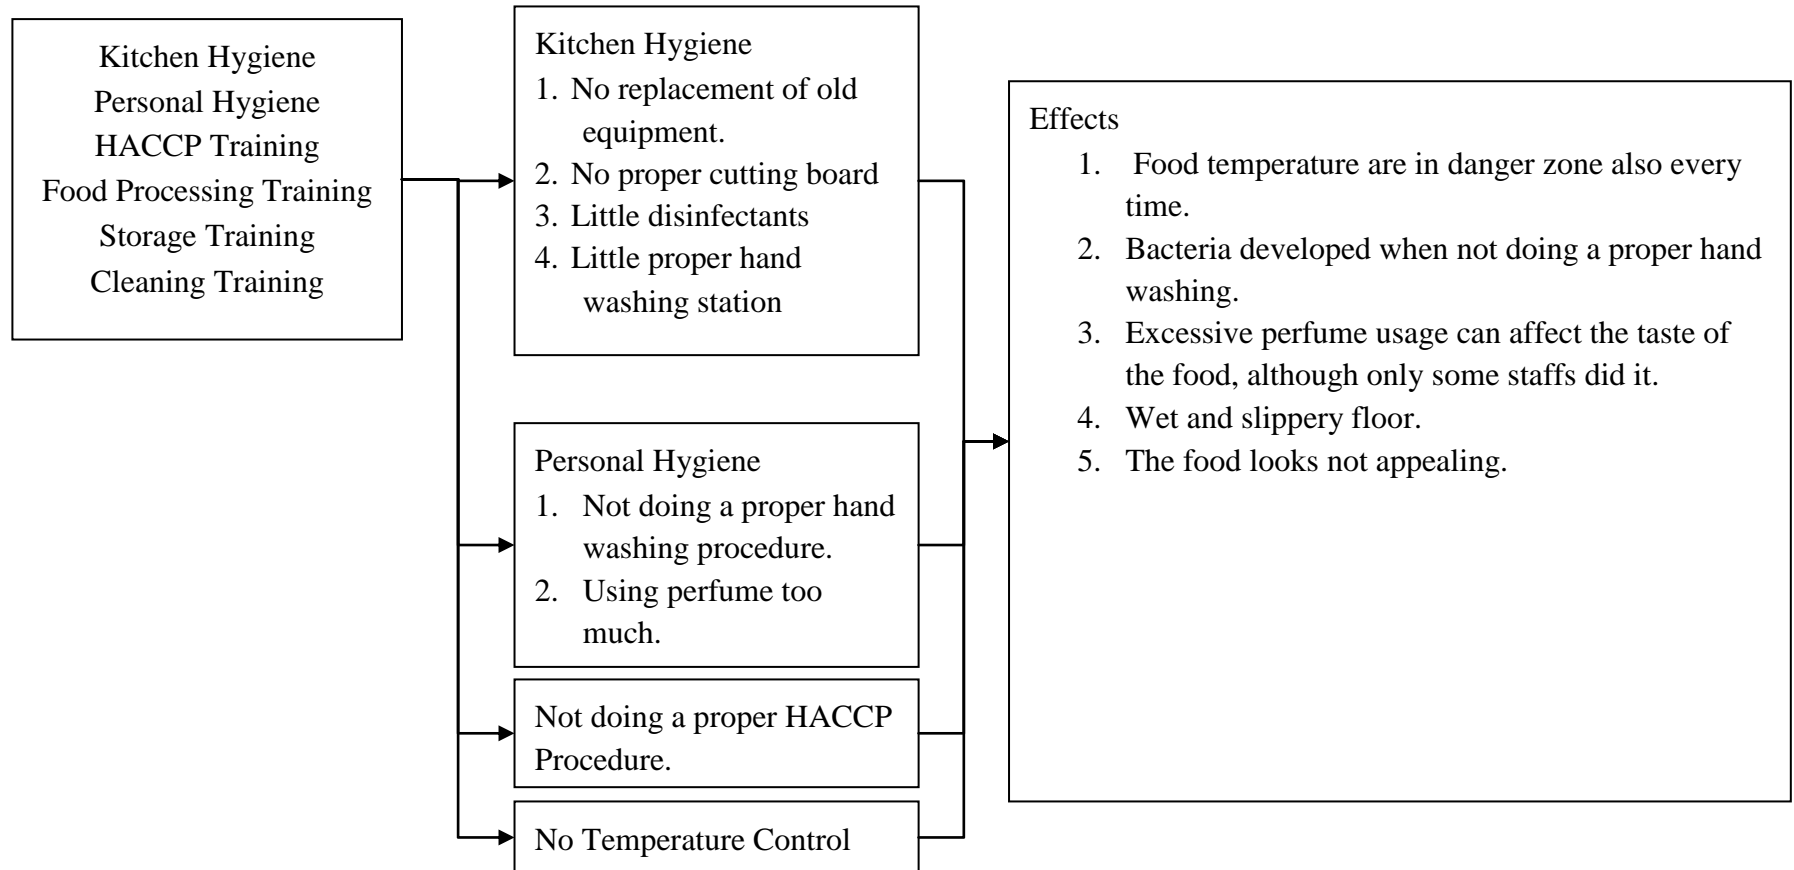 Kitchen Hygiene
Personal Hygiene
HACCP Training
Food Processing Training
Storage Training
Cleaning Training
Kitchen Hygiene
1. No replacement of old
equipment.
2. No proper cutting board
3. Little disinfectants
4. Little proper hand
washing station
Personal Hygiene
1. Not doing a proper hand
washing procedure.
2. Using perfume too
much.
Not doing a proper HACCP
Procedure.
No Temperature Control
Effects
1. Food temperature are in danger zone also every
time.
2. Bacteria developed when not doing a proper hand
washing.
3. Excessive perfume usage can affect the taste of
the food, although only some staffs did it.
4. Wet and slippery floor.
5. The food looks not appealing.